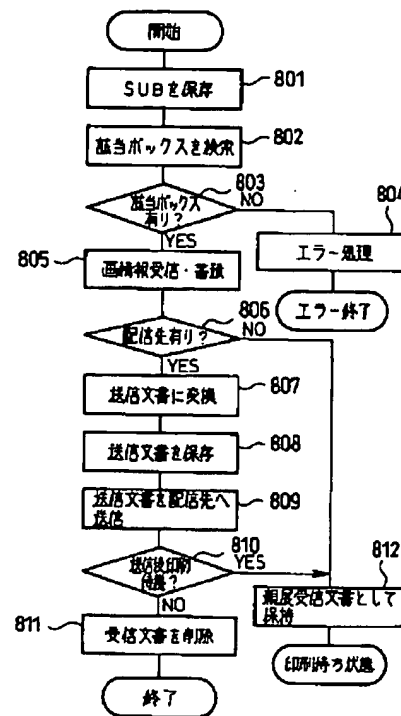 開始
SUBを保存
801
該当ボックスを検索
802
803
該当ボックス
有り?
NO
YES
804
エラー処理
エラー終了
805
画情報受信・蓄積
806
配信先有り?
NO
YES
送信文書に変換
807
送信文書を保存
808
送信文書を配信先へ
送信
809
810
送信後印刷
待機?
YES
NO
811
受信文書を削除
終了
812
親展受信文書として
保持
印刷待ち状態